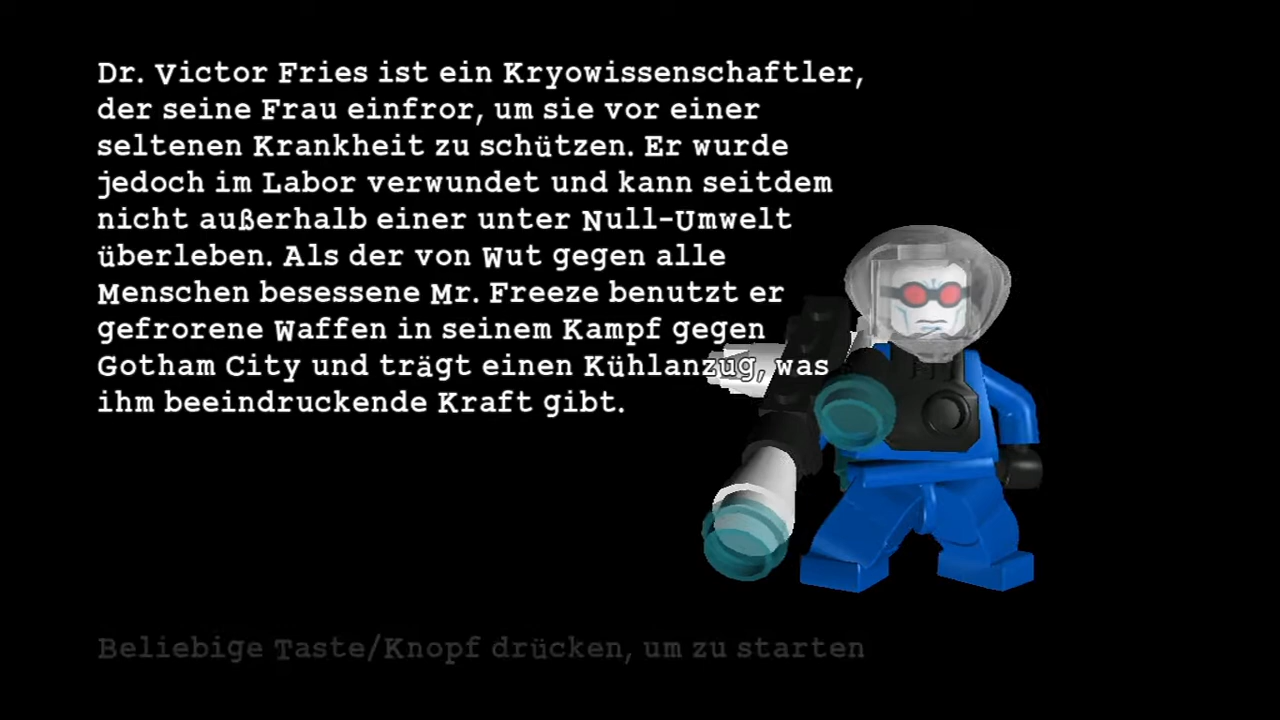 Dr. Victor Fries ist ein Kryowissenschaftler,
der seine Frau einfror, um sie vor einer
seltenen Krankheit zu schützen. Er wurde
jedoch im Labor verwundet und kann seitdem
nicht außerhalb einer unter Null-Umwelt
überleben. Als der von Wut gegen alle
Menschen besessene Mr. Freeze benutzt er
gefrorene Waffen in seinem Kampf gegen
Gotham City und trägt einen Kühlanzug, was
ihm beeindruckende Kraft gibt.
Beliebige Taste/Knopf drücken, um zu starten